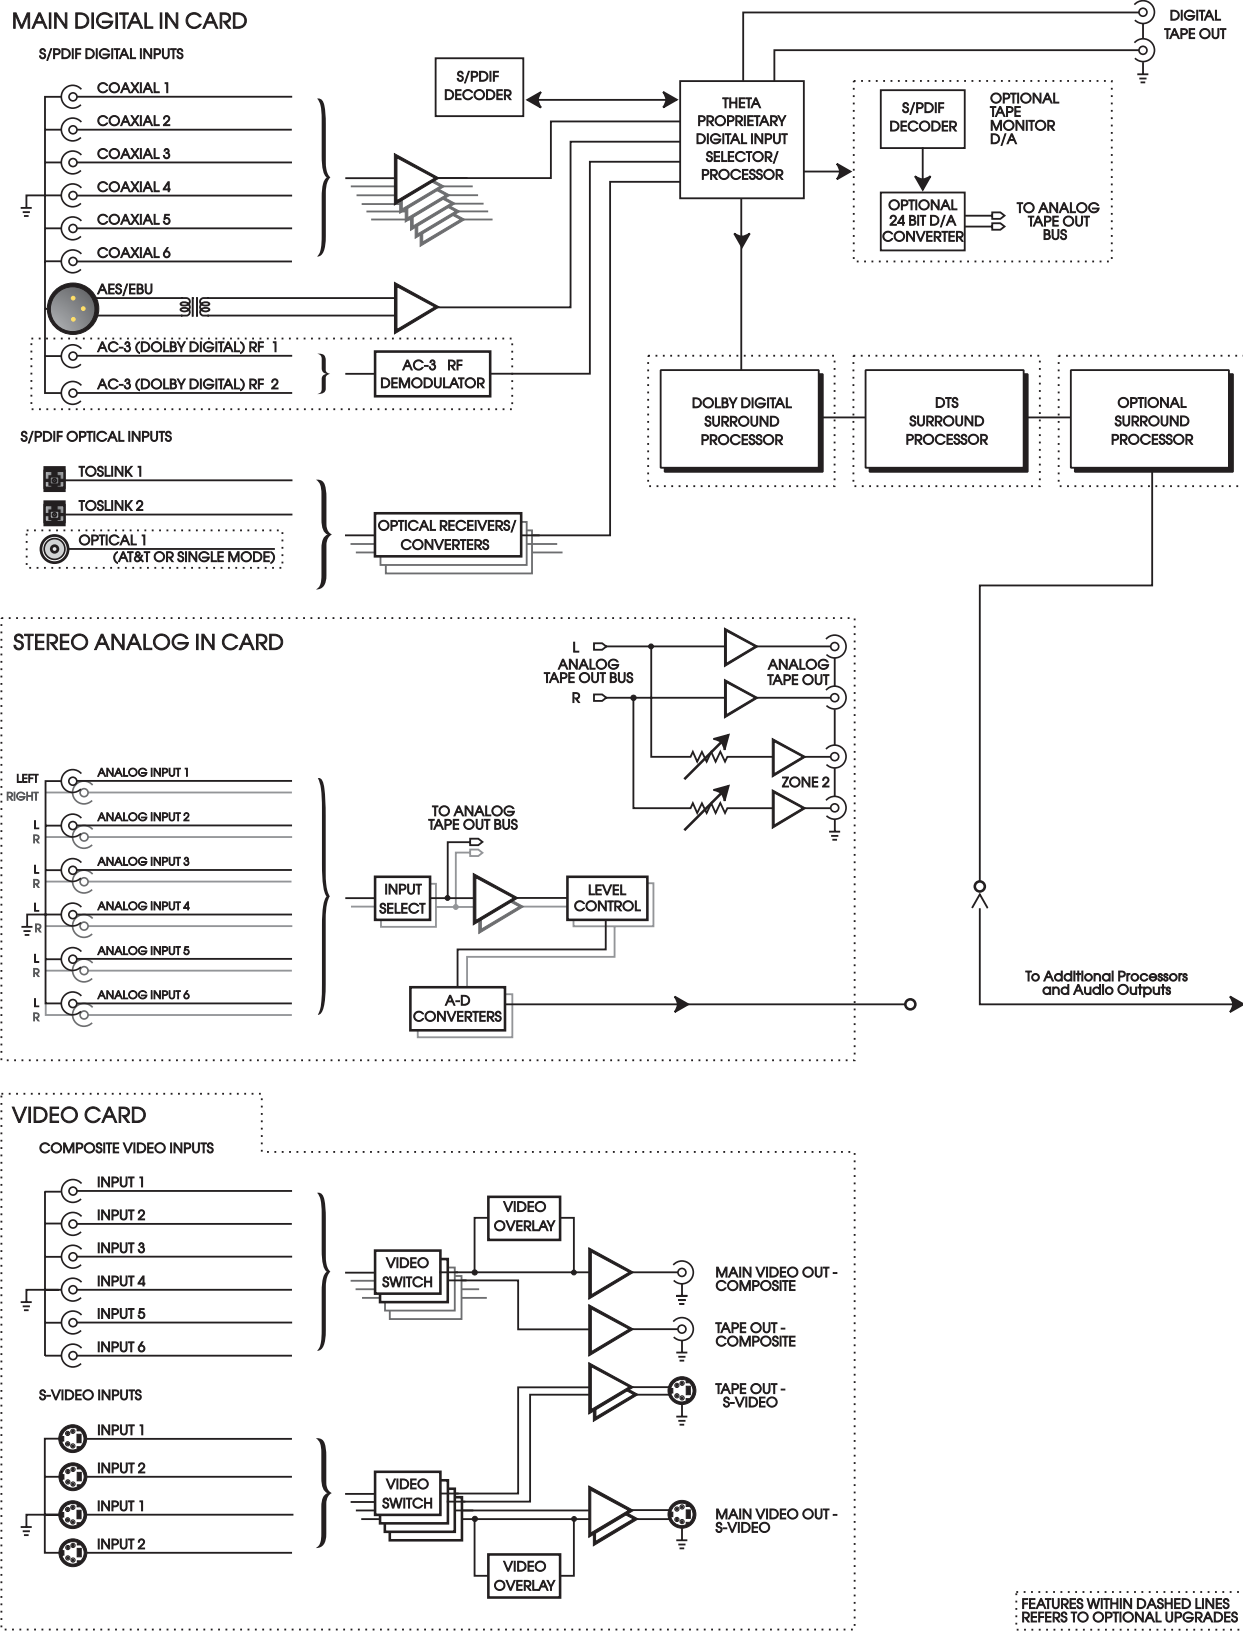 MAIN DIGITAL IN CARD
S/PDIF DIGITAL INPUTS
COAXIAL 1
COAXIAL 2
COAXIAL 3
COAXIAL 4
COAXIAL 5
COAXIAL 6
AES/EBU
AC-3 (DOLBY DIGITAL) RF 1
AC-3 (DOLBY DIGITAL) RF 2
AC-3 RF
DEMODULATOR
S/PDIF
DECODER
THETA
PROPRIETARY
DIGITAL INPUT
SELECTOR/
PROCESSOR
DIGITAL
TAPE OUT
S/PDIF
DECODER
OPTIONAL
TAPE
MONITOR
D/A
OPTIONAL
24 BIT D/A
CONVERTER
TO ANALOG
TAPE OUT
BUS
DOLBY DIGITAL
SURROUND
PROCESSOR
DTS
SURROUND
PROCESSOR
OPTIONAL
SURROUND
PROCESSOR
S/PDIF OPTICAL INPUTS
TOSLINK 1
TOSLINK 2
OPTICAL 1
(AT&T OR SINGLE MODE)
OPTICAL RECEIVERS/
CONVERTERS
STEREO ANALOG IN CARD
L
ANALOG
TAPE OUT BUS
R
ANALOG
TAPE OUT
ZONE 2
LEFT
ANALOG INPUT 1
RIGHT
L
ANALOG INPUT 2
R
L
ANALOG INPUT 3
R
L
ANALOG INPUT 4
R
L
ANALOG INPUT 5
R
L
ANALOG INPUT 6
R
TO ANALOG
TAPE OUT BUS
INPUT
SELECT
LEVEL
CONTROL
A-D
CONVERTERS
To Additional Processors
and Audio Outputs
VIDEO CARD
COMPOSITE VIDEO INPUTS
INPUT 1
INPUT 2
INPUT 3
INPUT 4
INPUT 5
INPUT 6
VIDEO
OVERLAY
VIDEO
SWITCH
MAIN VIDEO OUT -
COMPOSITE
TAPE OUT -
COMPOSITE
TAPE OUT -
S-VIDEO
S-VIDEO INPUTS
INPUT 1
INPUT 2
INPUT 1
INPUT 2
VIDEO
SWITCH
MAIN VIDEO OUT -
S-VIDEO
VIDEO
OVERLAY
FEATURES WITHIN DASHED LINES
REFERS TO OPTIONAL UPGRADES